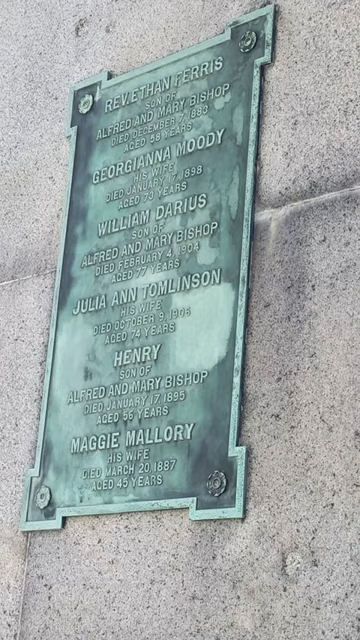 REV. ETHAN FERRIS
SON OF
ALFRED AND MARY BISHOP
DIED DECEMBER 7, 1883
AGED 58 YEARS
GEORGIANNA MOODY
HIS WIFE
DIED JANUARY 17, 1898
AGED 73 YEARS
WILLIAM DARIUS
SON OF
ALFRED AND MARY BISHOP
DIED FEBRUARY 4, 1904
AGED 77 YEARS
JULIA ANN TOMLINSON
HIS WIFE
DIED OCTOBER 9, 1906
AGED 74 YEARS
HENRY
SON OF
ALFRED AND MARY BISHOP
DIED JANUARY 17, 1895
AGED 56 YEARS
MAGGIE MALLORY
HIS WIFE
DIED MARCH 20, 1887
AGED 45 YEARS